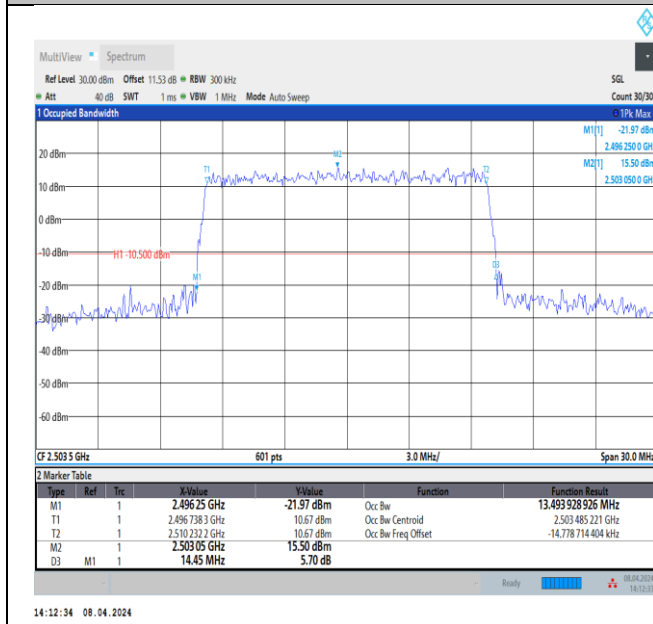 MultiView Spectrum
Ref Level 30.00 dBm Offset 11.53 dB RBW 300 kHz SGL
Att 40 dB SWT 1 ms VBW 1 MHz Mode Auto Sweep Count 30/30
1 Occupied Bandwidth 1Pk Max
M1[1] -21.97 dBm
2.496 250 0 GH
M2[1] 15.50 dBm
2.503 050 0 GH
20 dBm
10 dBm
0 dBm
-10 dBm
-20 dBm
-30 dBm
-40 dBm
-50 dBm
-60 dBm
T1
M2
T2
H1 -10.500 dBm
M1
D3
CF 2.503 5 GHz 601 pts 3.0 MHz/ Span 30.0 MHz
2 Marker Table
Type Ref Trc X-Value Y-Value Function Function Result
M1 1 2.496 25 GHz -21.97 dBm Occ Bw 13.493 928 926 MHz
T1 1 2.496 738 3 GHz 10.67 dBm Occ Bw Centroid 2.503 485 221 GHz
T2 1 2.510 232 2 GHz 10.67 dBm Occ Bw Freq Offset -14.778 714 404 kHz
M2 1 2.503 05 GHz 15.50 dBm
D3 M1 1 14.45 MHz 5.70 dB
Ready 08.04.2024
14:12:33
14:12:34 08.04.2024